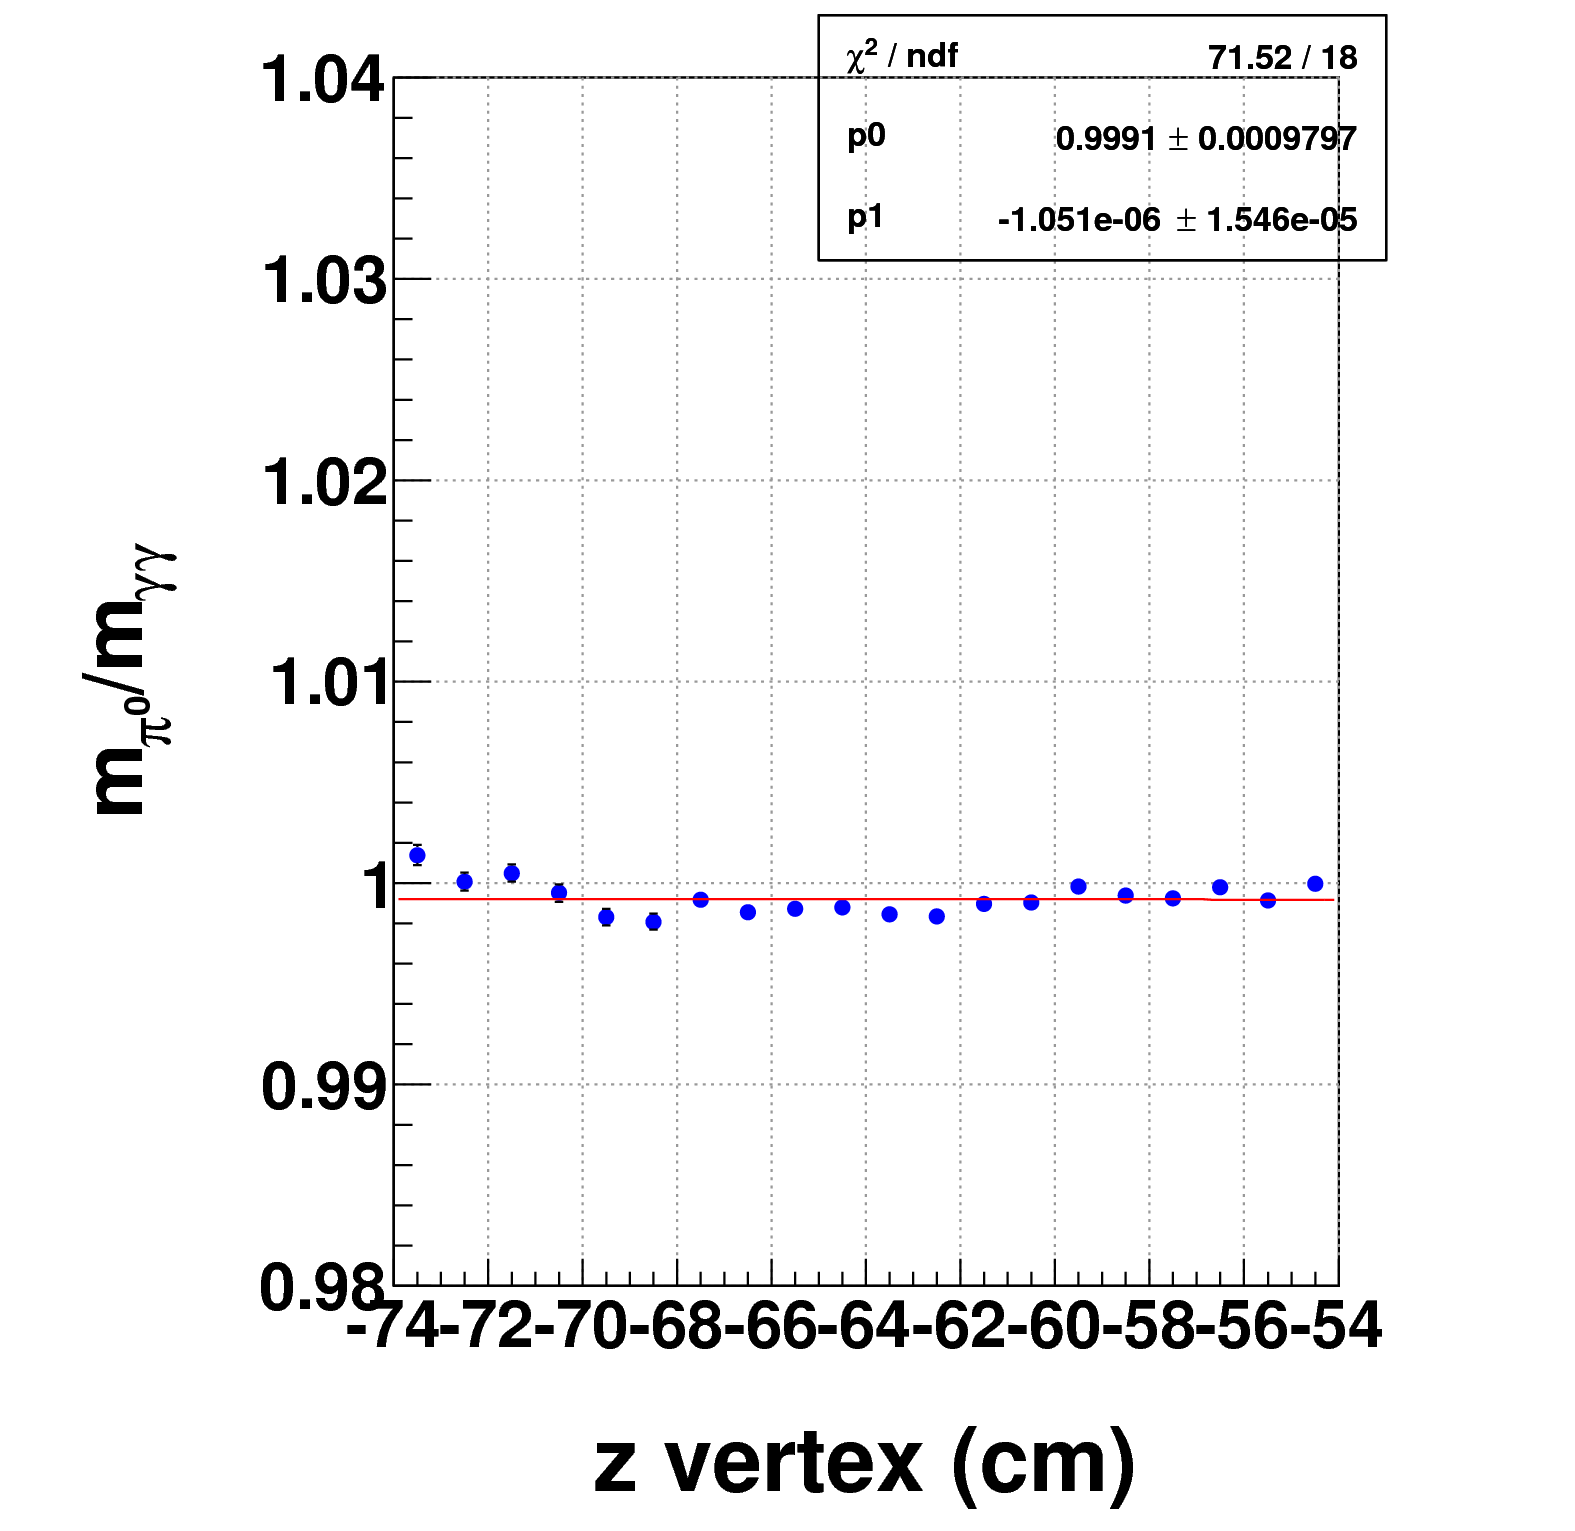 χ² / ndf 71.52 / 18
p0 0.9991 ± 0.0009797
p1 -1.051e-06 ± 1.546e-05
1.04
1.03
1.02
1.01
1
0.99
0.98
mπ⁰/mγγ
-74 -72 -70 -68 -66 -64 -62 -60 -58 -56 -54
z vertex (cm)